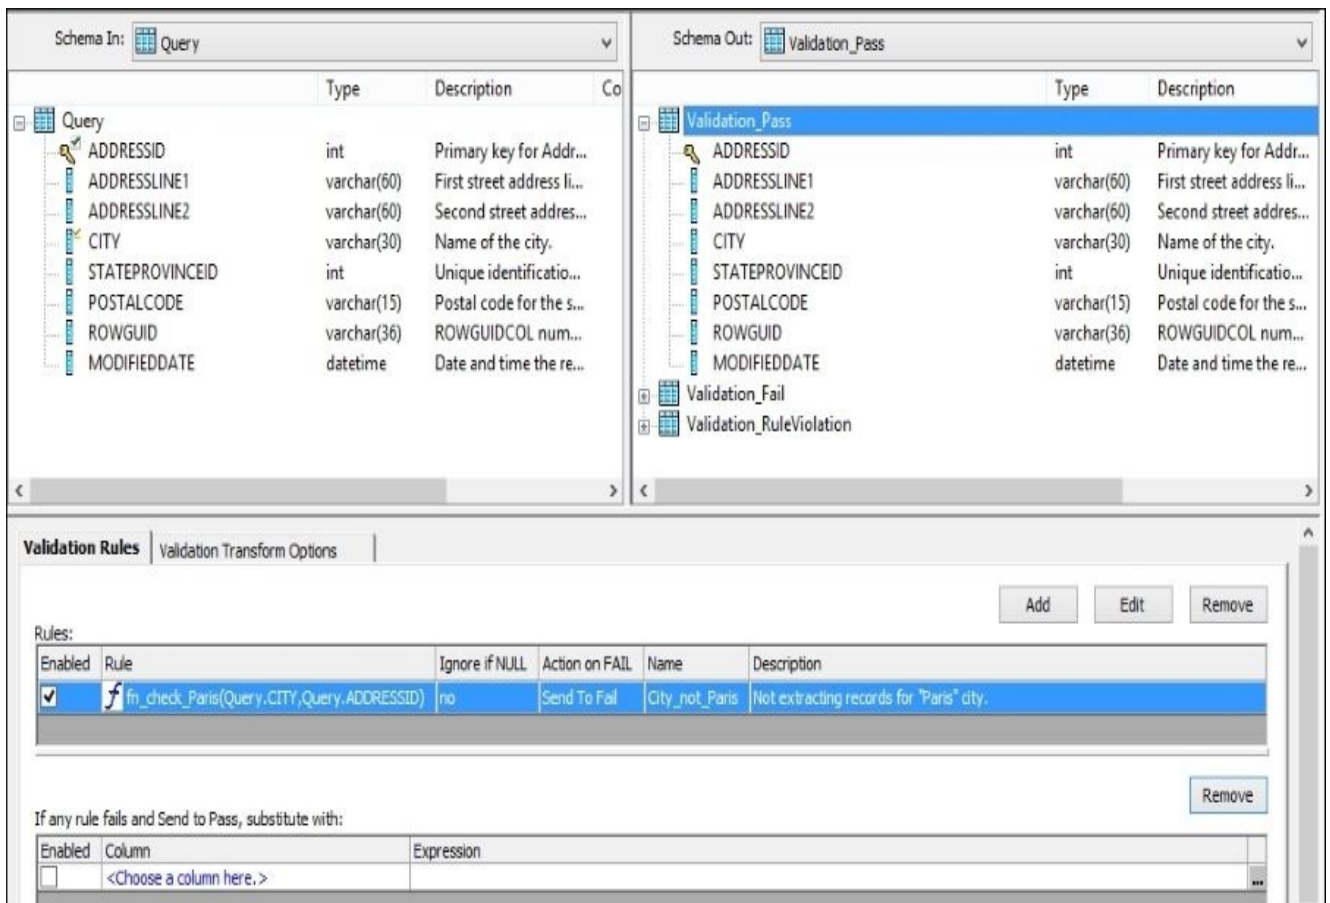 Schema In: Query
Schema Out: Validation_Pass
Type Description Co
Query
ADDRESSID int Primary key for Addr...
ADDRESSLINE1 varchar(60) First street address li...
ADDRESSLINE2 varchar(60) Second street addres...
CITY varchar(30) Name of the city.
STATEPROVINCEID int Unique identificatio...
POSTALCODE varchar(15) Postal code for the s...
ROWGUID varchar(36) ROWGUIDCOL num...
MODIFIEDDATE datetime Date and time the re...
Type Description
Validation_Pass
ADDRESSID int Primary key for Addr...
ADDRESSLINE1 varchar(60) First street address li...
ADDRESSLINE2 varchar(60) Second street addres...
CITY varchar(30) Name of the city.
STATEPROVINCEID int Unique identificatio...
POSTALCODE varchar(15) Postal code for the s...
ROWGUID varchar(36) ROWGUIDCOL num...
MODIFIEDDATE datetime Date and time the re...
Validation_Fail
Validation_RuleViolation
Validation Rules Validation Transform Options
Add Edit Remove
Rules:
Enabled Rule Ignore if NULL Action on FAIL Name Description
fn_check_Paris(Query.CITY,Query.ADDRESSID) no Send To Fail City_not_Paris Not extracting records for "Paris" city.
Remove
If any rule fails and Send to Pass, substitute with:
Enabled Column Expression
<Choose a column here.> ...